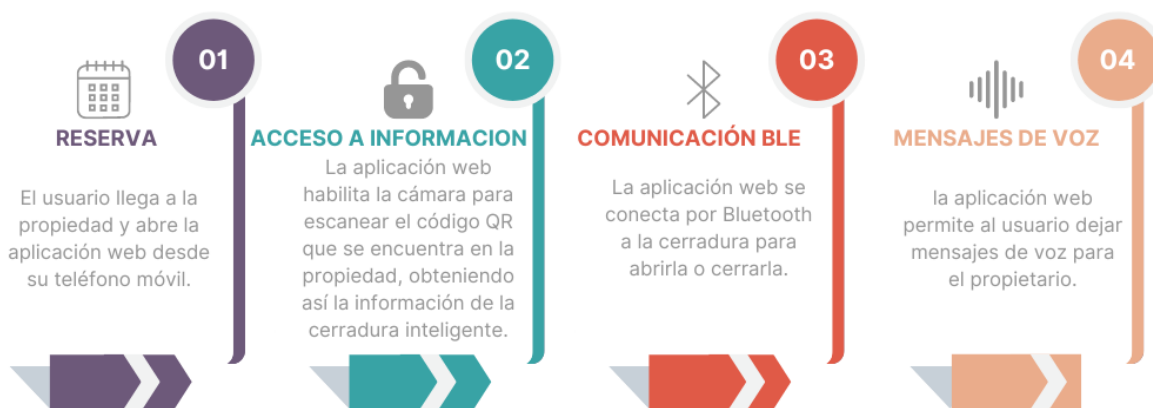 01
RESERVA
El usuario llega a la
propiedad y abre la
aplicación web desde
su teléfono móvil.
02
ACCESO A INFORMACION
La aplicación web
habilita la cámara para
escanear el código QR
que se encuentra en la
propiedad, obteniendo
así la información de la
cerradura inteligente.
03
COMUNICACIÓN BLE
La aplicación web se
conecta por Bluetooth
a la cerradura para
abrirla o cerrarla.
04
MENSAJES DE VOZ
la aplicación web
permite al usuario dejar
mensajes de voz para
el propietario.